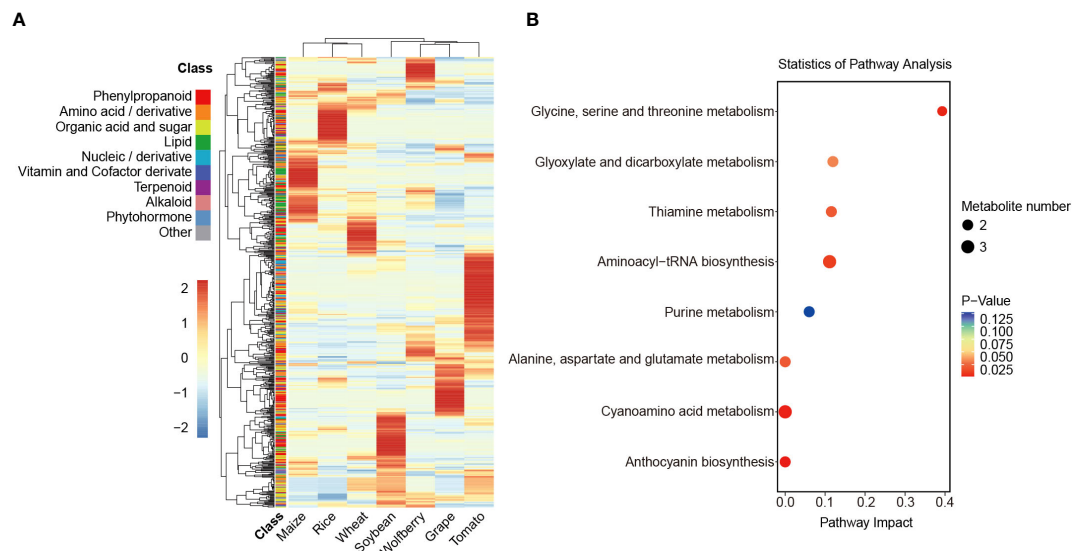 A
Class
Phenylpropanoid
Amino acid / derivative
Organic acid and sugar
Lipid
Nucleic / derivative
Vitamin and Cofactor derivate
Terpenoid
Alkaloid
Phytohormone
Other
2
1
0
−1
−2
Class
Maize
Rice
Wheat
Soybean
Wolfberry
Grape
Tomato
B
Statistics of Pathway Analysis
Glycine, serine and threonine metabolism
Glyoxylate and dicarboxylate metabolism
Thiamine metabolism
Aminoacyl−tRNA biosynthesis
Purine metabolism
Alanine, aspartate and glutamate metabolism
Cyanoamino acid metabolism
Anthocyanin biosynthesis
0.0 0.1 0.2 0.3 0.4
Pathway Impact
Metabolite number
2
3
P−Value
0.125
0.100
0.075
0.050
0.025